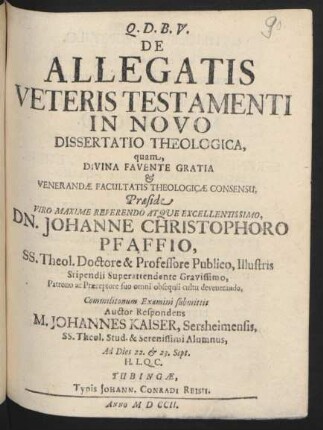 Q. D. B. V.
DE
ALLEGATIS
VETERIS TESTAMENTI
IN NOVO
DISSERTATIO THEOLOGICA,
quam,
DIVINA FAVENTE GRATIA
&
VENERANDÆ FACULTATIS THEOLOGICÆ CONSENSU,
Præside
VIRO MAXIME REVERENDO ATQUE EXCELLENTISSIMO,
DN. JOHANNE CHRISTOPHORO
PFAFFIO,
SS. Theol. Doctore & Professore Publico, Illustris
Stipendii Superattendente Gravissimo,
Patrono ac Præceptore suo omni obsequii cultu devenerando,
Commilitonum Examini submittit
Auctor Respondens
M. JOHANNES KAISER, Sersheimensis,
SS. Theol. Stud. & Serenissimi Alumnus,
Ad Dies 22. & 23. Sept.
H. L. Q. C.
TUBINGÆ,
Typis JOHANN. CONRADI REISII.
ANNO M D CCII.